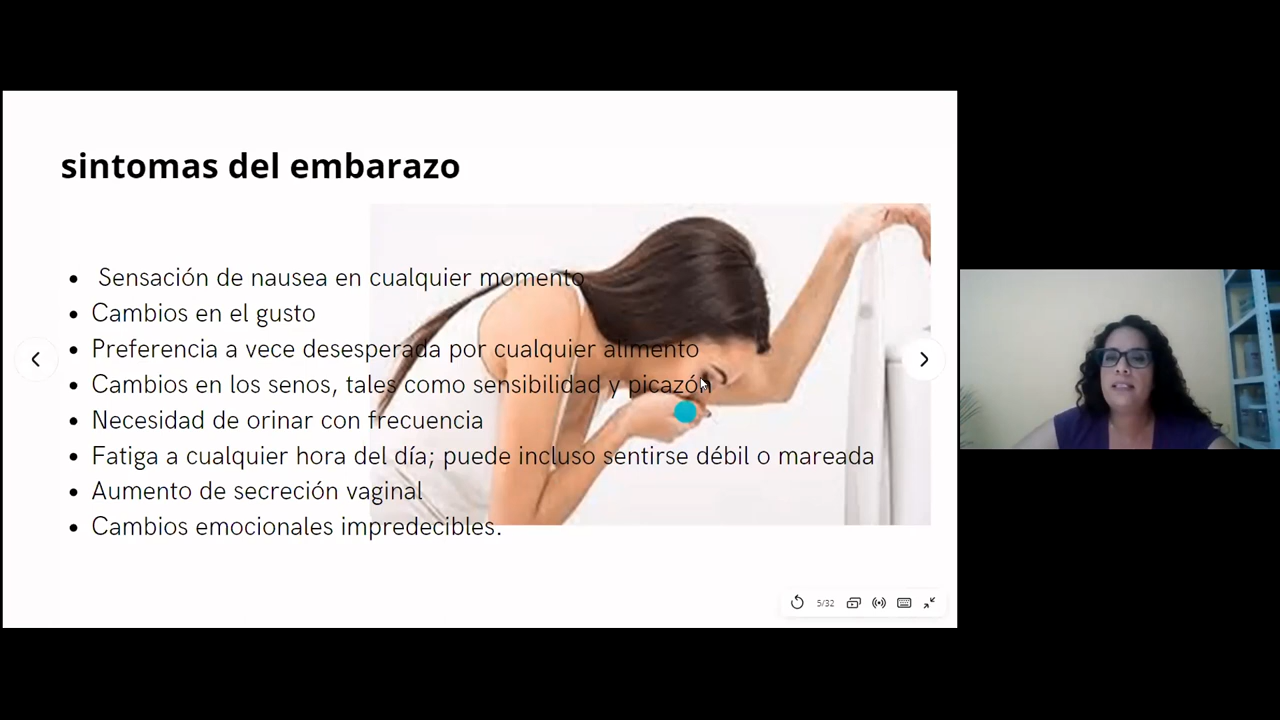 sintomas del embarazo
• Sensación de nausea en cualquier momento
• Cambios en el gusto
• Preferencia a vece desesperada por cualquier alimento
• Cambios en los senos, tales como sensibilidad y picazón
• Necesidad de orinar con frecuencia
• Fatiga a cualquier hora del día; puede incluso sentirse débil o mareada
• Aumento de secreción vaginal
• Cambios emocionales impredecibles.
5/32